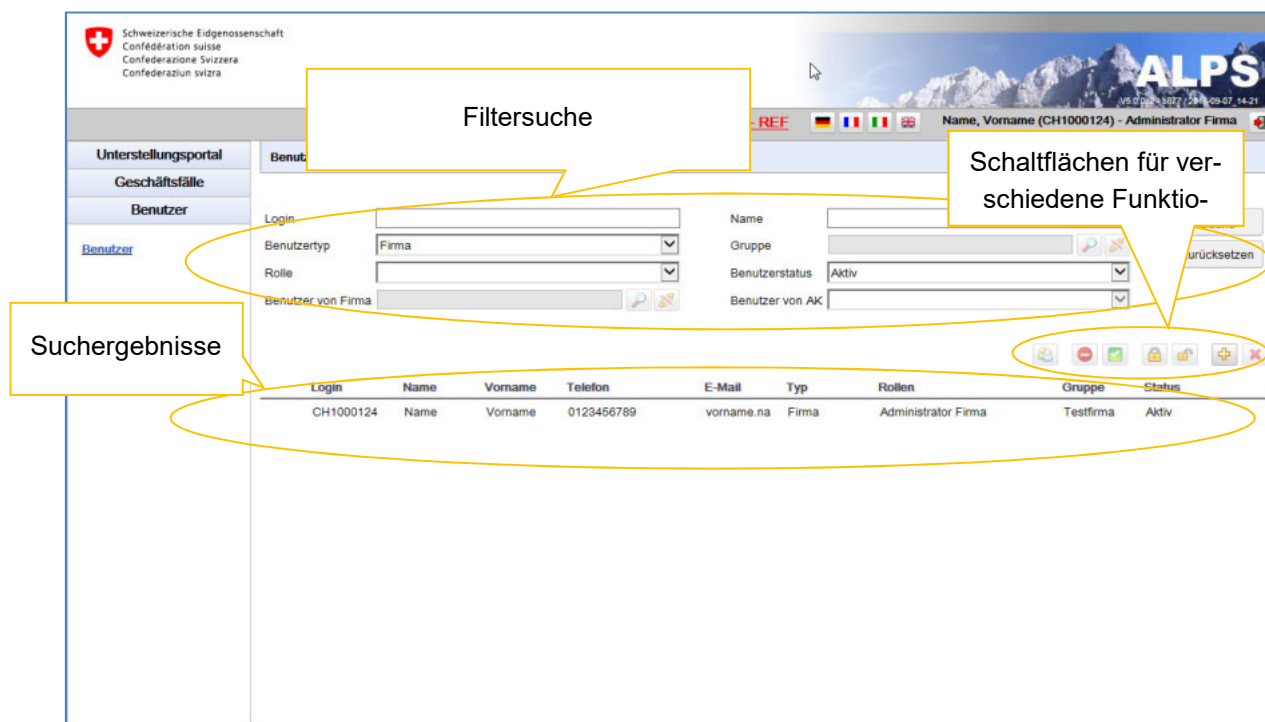 Schweizerische Eidgenossenschaft
Confédération suisse
Confederazione Svizzera
Confederaziun svizra
ALPS
Filtersuche
- REF
Name, Vorname (CH1000124) - Administrator Firma
Unterstellungsportal
Geschäftsfälle
Benutzer
Benutzer
Schaltflächen für ver-
schiedene Funktio-
Login
Name
Benutzertyp
Firma
Gruppe
Rolle
Benutzerstatus
Aktiv
urücksetzen
Benutzer von Firma
Benutzer von AK
Suchergebnisse
Login Name Vorname Telefon E-Mail Typ Rollen Gruppe Status
CH1000124 Name Vorname 0123456789 vorname.na Firma Administrator Firma Testfirma Aktiv